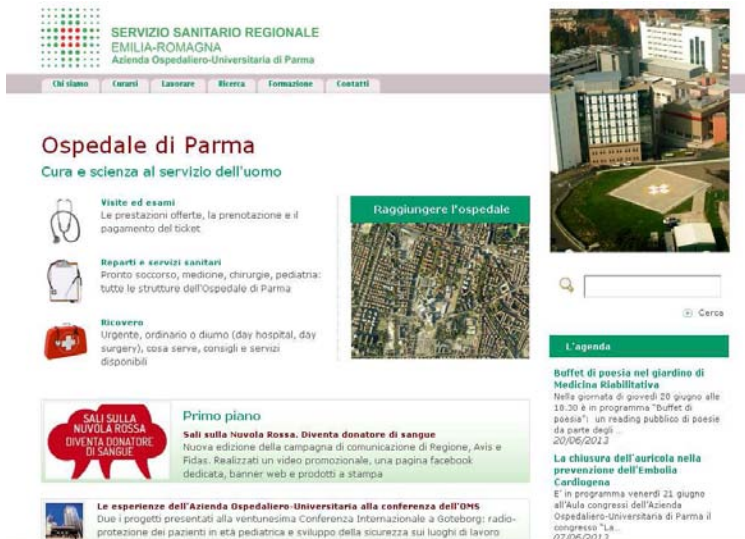 SERVIZIO SANITARIO REGIONALE
EMILIA-ROMAGNA
Azienda Ospedaliero-Universitaria di Parma
Chi siamo Curarsi Lavorare Ricerca Formazione Contatti
Ospedale di Parma
Cura e scienza al servizio dell'uomo
Visite ed esami
Le prestazioni offerte, la prenotazione e il
pagamento del ticket
Reparti e servizi sanitari
Pronto soccorso, medicine, chirurgie, pediatria:
tutte le strutture dell'Ospedale di Parma
Ricovero
Urgente, ordinario o diurno (day hospital, day
surgery), cosa serve, consigli e servizi
disponibili
Raggiungere l'ospedale
Cerca
L'agenda
Buffet di poesia nel giardino di
Medicina Riabilitativa
Nella giornata di giovedì 20 giugno alle
18.30 è in programma "Buffet di
poesia": un reading pubblico di poesie
da parte degli ...
20/06/2013
La chiusura dell'auricola nella
prevenzione dell'Embolia
Cardiogena
E' in programma venerdì 21 giugno
all'Aula congressi dell'Azienda
Ospedaliero-Universitaria di Parma il
congresso "La...
07/06/2013
SALI SULLA
NUVOLA ROSSA
DIVENTA DONATORE
DI SANGUE
Primo piano
Sali sulla Nuvola Rossa. Diventa donatore di sangue
Nuova edizione della campagna di comunicazione di Regione, Avis e
Fidas. Realizzati un video promozionale, una pagina facebook
dedicata, banner web e prodotti a stampa
Le esperienze dell'Azienda Ospedaliero-Universitaria alla conferenza dell'OMS
Due i progetti presentati alla ventunesima Conferenza Internazionale a Goteborg: radio-
protezione dei pazienti in età pediatrica e sviluppo della sicurezza sui luoghi di lavoro